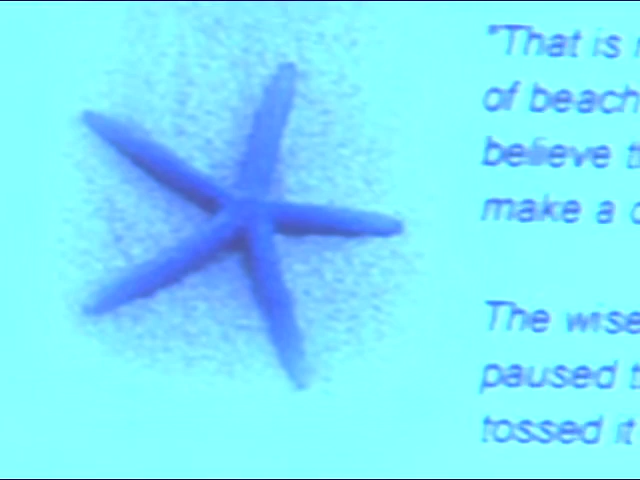 "That is
of beach
believe
make a
The wise
paused
tossed it